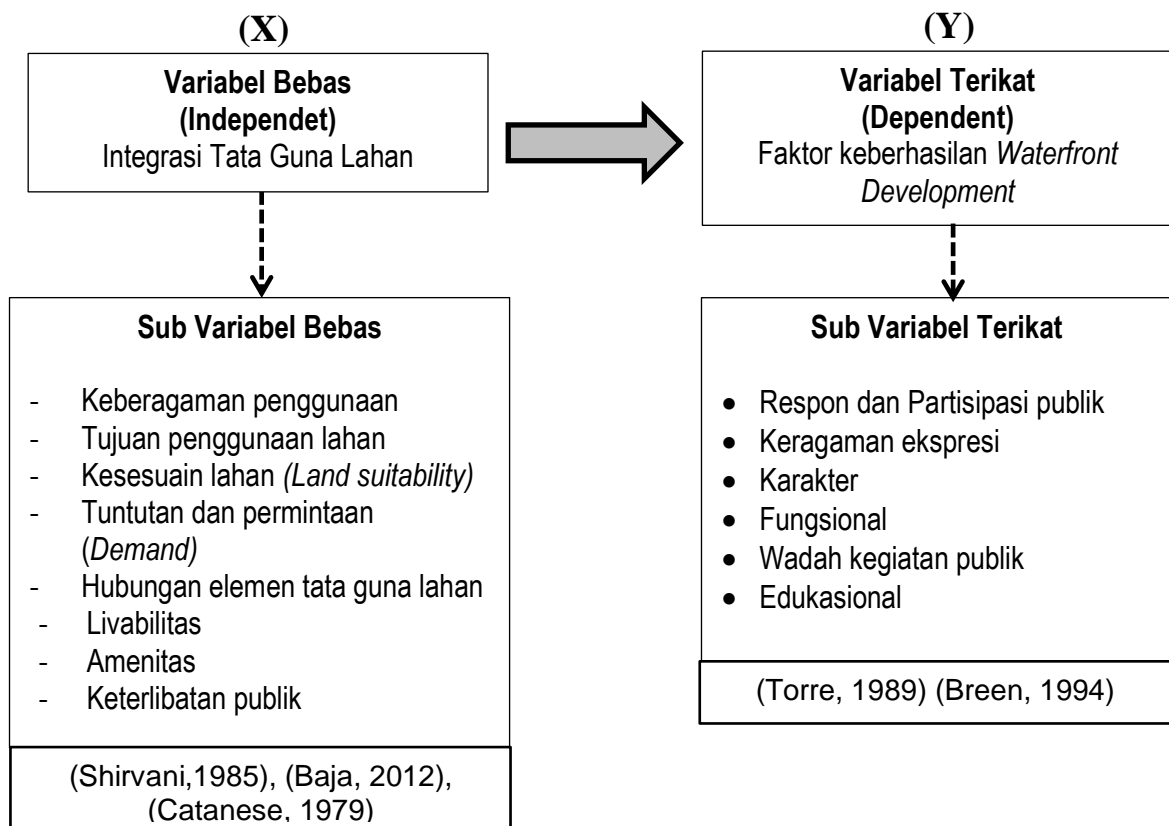 (X)
Variabel Bebas
(Independet)
Integrasi Tata Guna Lahan
(Y)
Variabel Terikat
(Dependent)
Faktor keberhasilan Waterfront
Development
Sub Variabel Bebas
- Keberagaman penggunaan
- Tujuan penggunaan lahan
- Kesesuain lahan (Land suitability)
- Tuntutan dan permintaan
(Demand)
- Hubungan elemen tata guna lahan
- Livabilitas
- Amenitas
- Keterlibatan publik
(Shirvani,1985), (Baja, 2012),
(Catanese, 1979)
Sub Variabel Terikat
• Respon dan Partisipasi publik
• Keragaman ekspresi
• Karakter
• Fungsional
• Wadah kegiatan publik
• Edukasional
(Torre, 1989) (Breen, 1994)